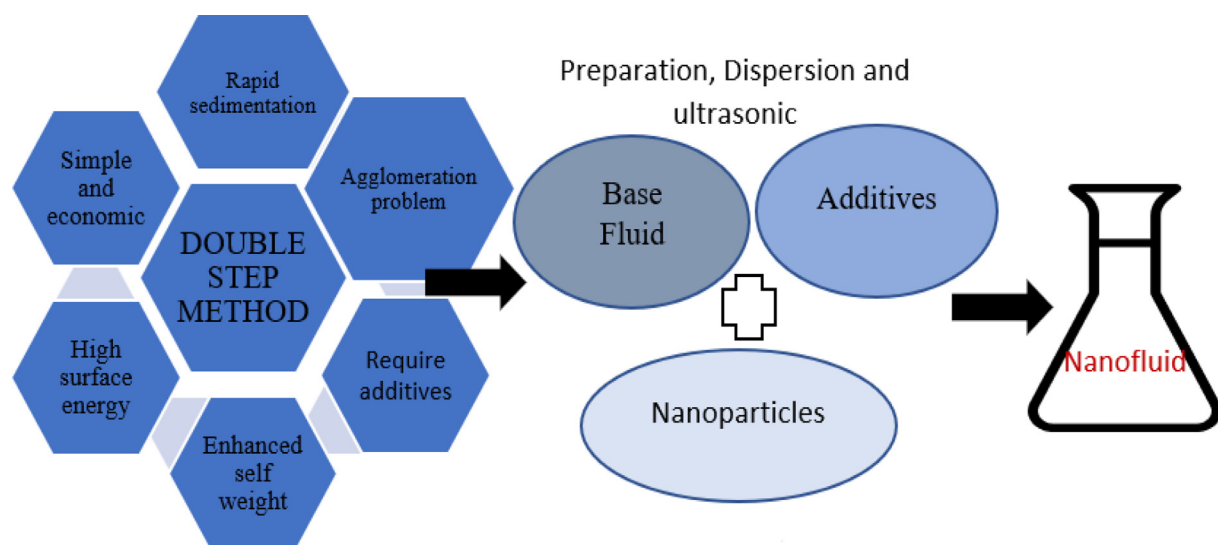 Rapid
sedimentation
Simple
and
economic
Agglomeration
problem
DOUBLE
STEP
METHOD
High
surface
energy
Require
additives
Enhanced
self
weight
Preparation, Dispersion and
ultrasonic
Base
Fluid
Additives
Nanoparticles
Nanofluid